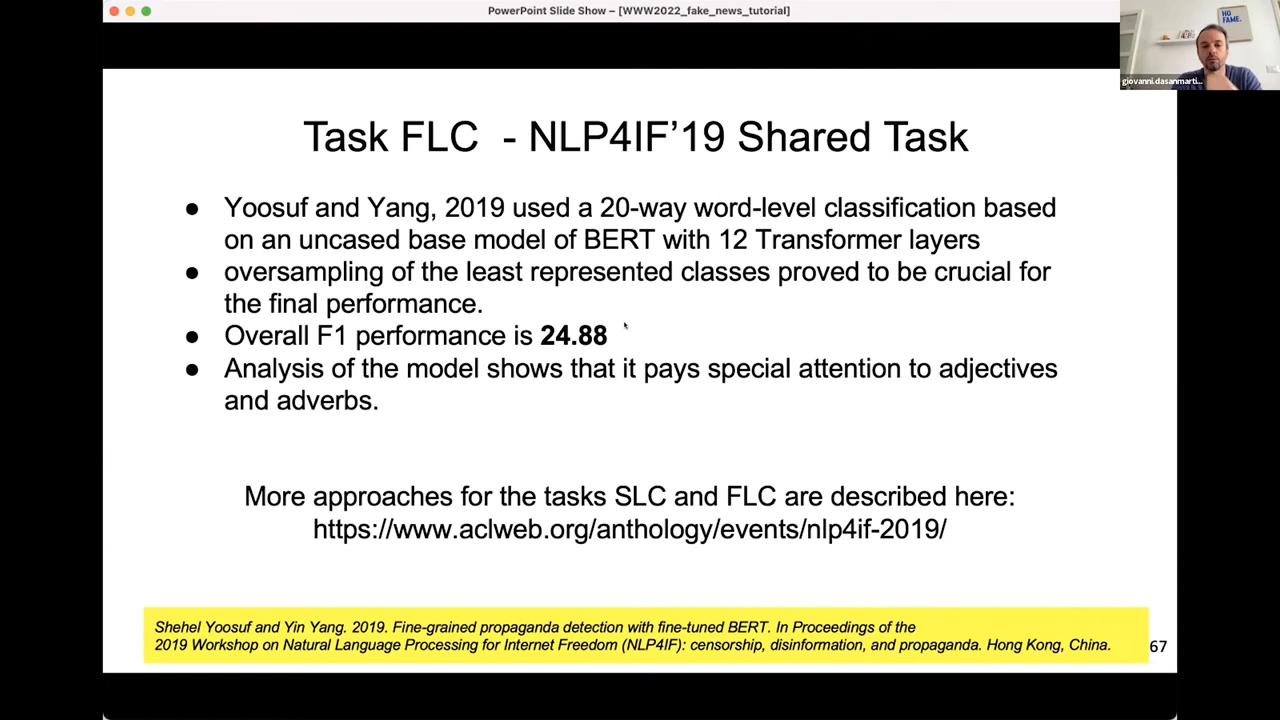 PowerPoint Slide Show – [WWW2022_fake_news_tutorial]
HO
FAME.
giovanni.dasanmarti...
Task FLC - NLP4IF’19 Shared Task
● Yoosuf and Yang, 2019 used a 20-way word-level classification based
on an uncased base model of BERT with 12 Transformer layers
● oversampling of the least represented classes proved to be crucial for
the final performance.
● Overall F1 performance is 24.88
● Analysis of the model shows that it pays special attention to adjectives
and adverbs.
More approaches for the tasks SLC and FLC are described here:
https://www.aclweb.org/anthology/events/nlp4if-2019/
Shehel Yoosuf and Yin Yang. 2019. Fine-grained propaganda detection with fine-tuned BERT. In Proceedings of the
2019 Workshop on Natural Language Processing for Internet Freedom (NLP4IF): censorship, disinformation, and propaganda. Hong Kong, China.
67